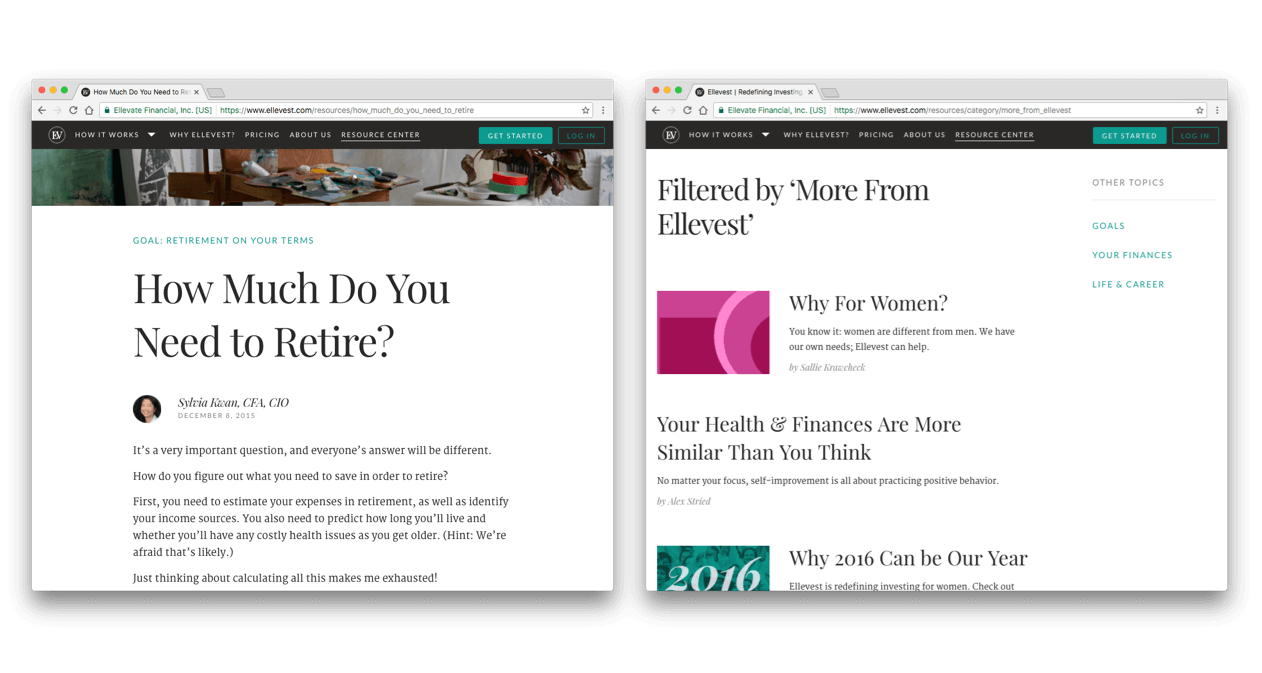 How Much Do You Need to Ret
Ellevate Financial, Inc. [US]
https://www.ellevest.com/resources/how_much_do_you_need_to_retire
EV
HOW IT WORKS
WHY ELLEVEST?
PRICING
ABOUT US
RESOURCE CENTER
GET STARTED
LOG IN
GOAL: RETIREMENT ON YOUR TERMS
How Much Do You
Need to Retire?
Sylvia Kwan, CFA, CIO
DECEMBER 8, 2015
It’s a very important question, and everyone’s answer will be different.
How do you figure out what you need to save in order to retire?
First, you need to estimate your expenses in retirement, as well as identify
your income sources. You also need to predict how long you’ll live and
whether you’ll have any costly health issues as you get older. (Hint: We’re
afraid that’s likely.)
Just thinking about calculating all this makes me exhausted!
Ellevest | Redefining Investing
Ellevate Financial, Inc. [US]
https://www.ellevest.com/resources/category/more_from_ellevest
EV
HOW IT WORKS
WHY ELLEVEST?
PRICING
ABOUT US
RESOURCE CENTER
GET STARTED
LOG IN
Filtered by ‘More From
Ellevest’
OTHER TOPICS
GOALS
YOUR FINANCES
LIFE & CAREER
Why For Women?
You know it: women are different from men. We have
our own needs; Ellevest can help.
by Sallie Krawcheck
Your Health & Finances Are More
Similar Than You Think
No matter your focus, self-improvement is all about practicing positive behavior.
by Alex Stried
2016
Why 2016 Can be Our Year
Ellevest is redefining investing for women. Check out